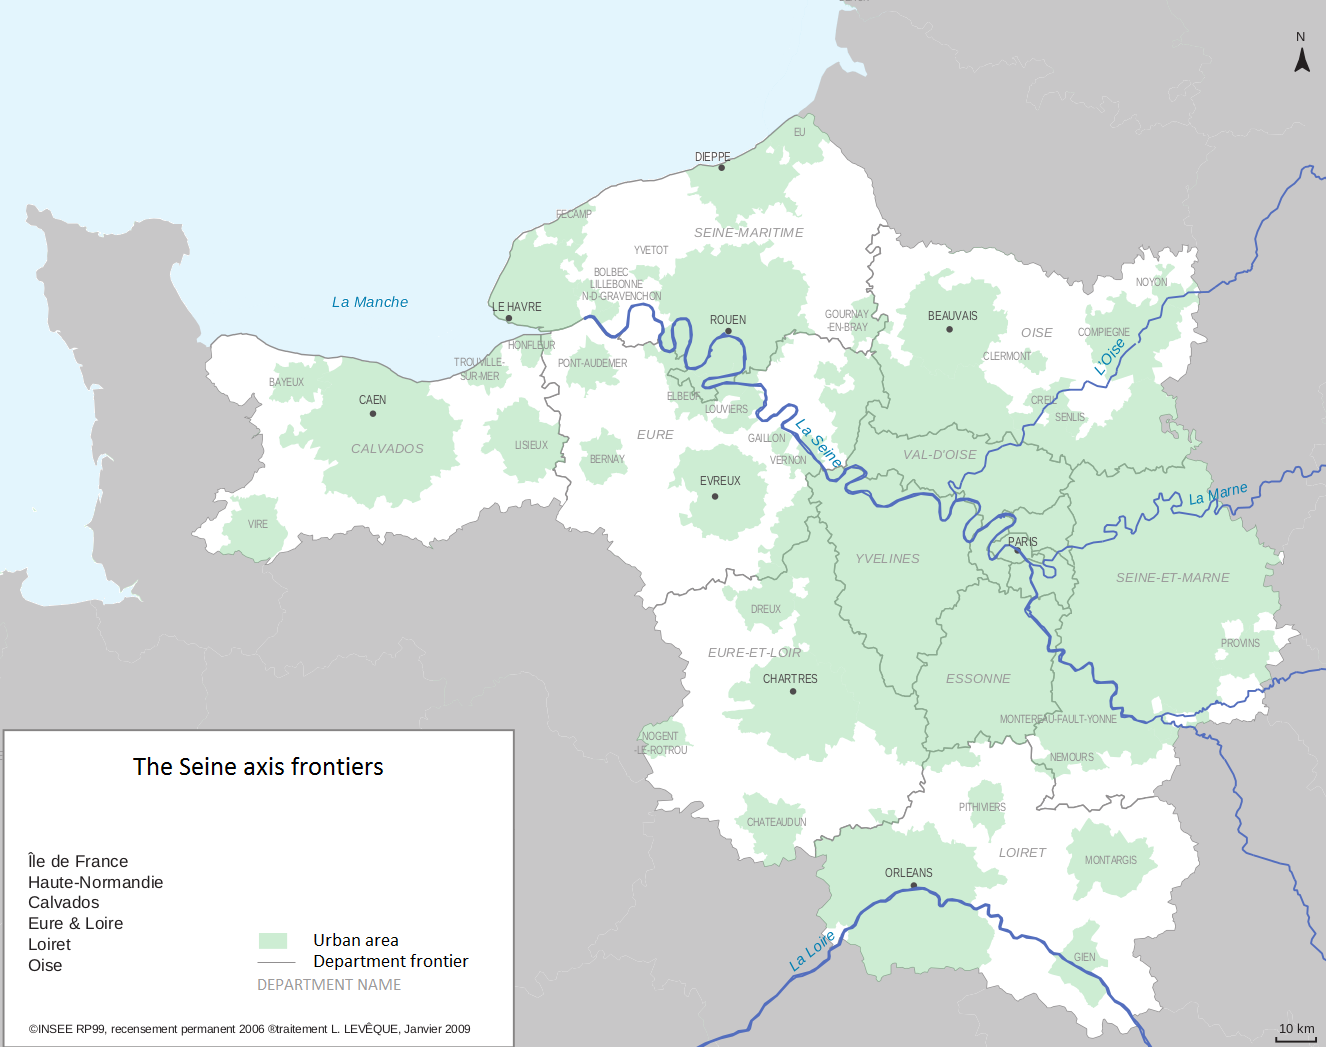 N
EU
DIEPPE
FECAMP
SEINE-MARITIME
YVETOT
BOLBEC
LILLEBONNE
N-D-GRAVENCHON
NOYON
La Manche
LE HAVRE
ROUEN
GOURNAY
-EN-BRAY
BEAUVAIS
OISE
COMPIEGNE
HONFLEUR
TROUVILLE-
SUR-MER
PONT-AUDEMER
CLERMONT
L'Oise
BAYEUX
CAEN
ELBEUF
LOUVIERS
CREIL
SENLIS
CALVADOS
LISIEUX
EURE
GAILLON
La Seine
VERNON
VAL-D'OISE
BERNAY
EVREUX
La Marne
VIRE
PARIS
YVELINES
SEINE-ET-MARNE
DREUX
PROVINS
EURE-ET-LOIR
CHARTRES
ESSONNE
MONTEREAU-FAULT-YONNE
NOGENT
-LE-ROTROU
NEMOURS
PITHIVIERS
CHATEAUDUN
LOIRET
MONTARGIS
ORLEANS
La Loire
GIEN
The Seine axis frontiers
Île de France
Haute-Normandie
Calvados
Eure & Loire
Loiret
Oise
Urban area
Department frontier
DEPARTMENT NAME
©INSEE RP99, recensement permanent 2006 ®traitement L. LEVÊQUE, Janvier 2009
10 km